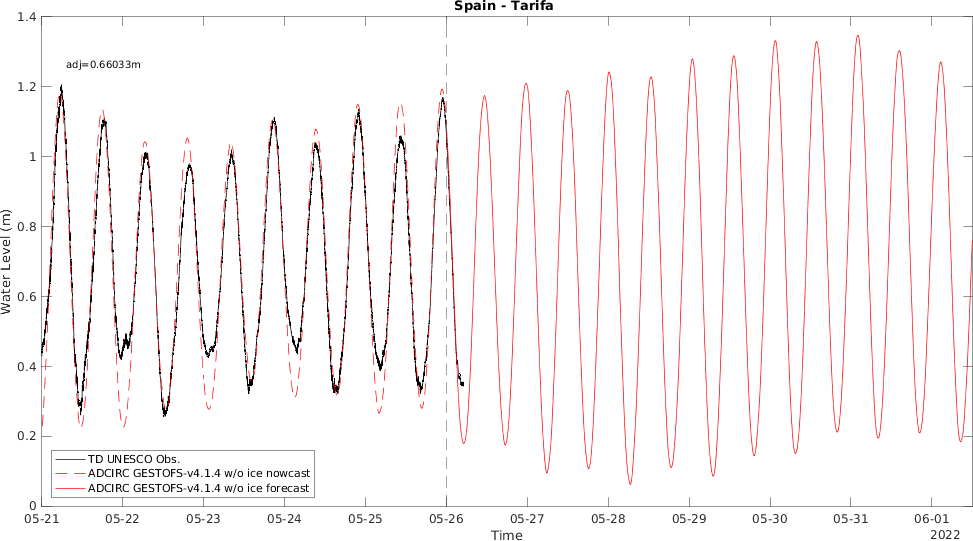 Spain - Tarifa
adj=0.66033m
1.4
1.2
1
0.8
0.6
0.4
0.2
0
Water Level (m)
TD UNESCO Obs.
ADCIRC GESTOFS-v4.1.4 w/o ice nowcast
ADCIRC GESTOFS-v4.1.4 w/o ice forecast
05-21 05-22 05-23 05-24 05-25 05-26 05-27 05-28 05-29 05-30 05-31 06-01
2022
Time